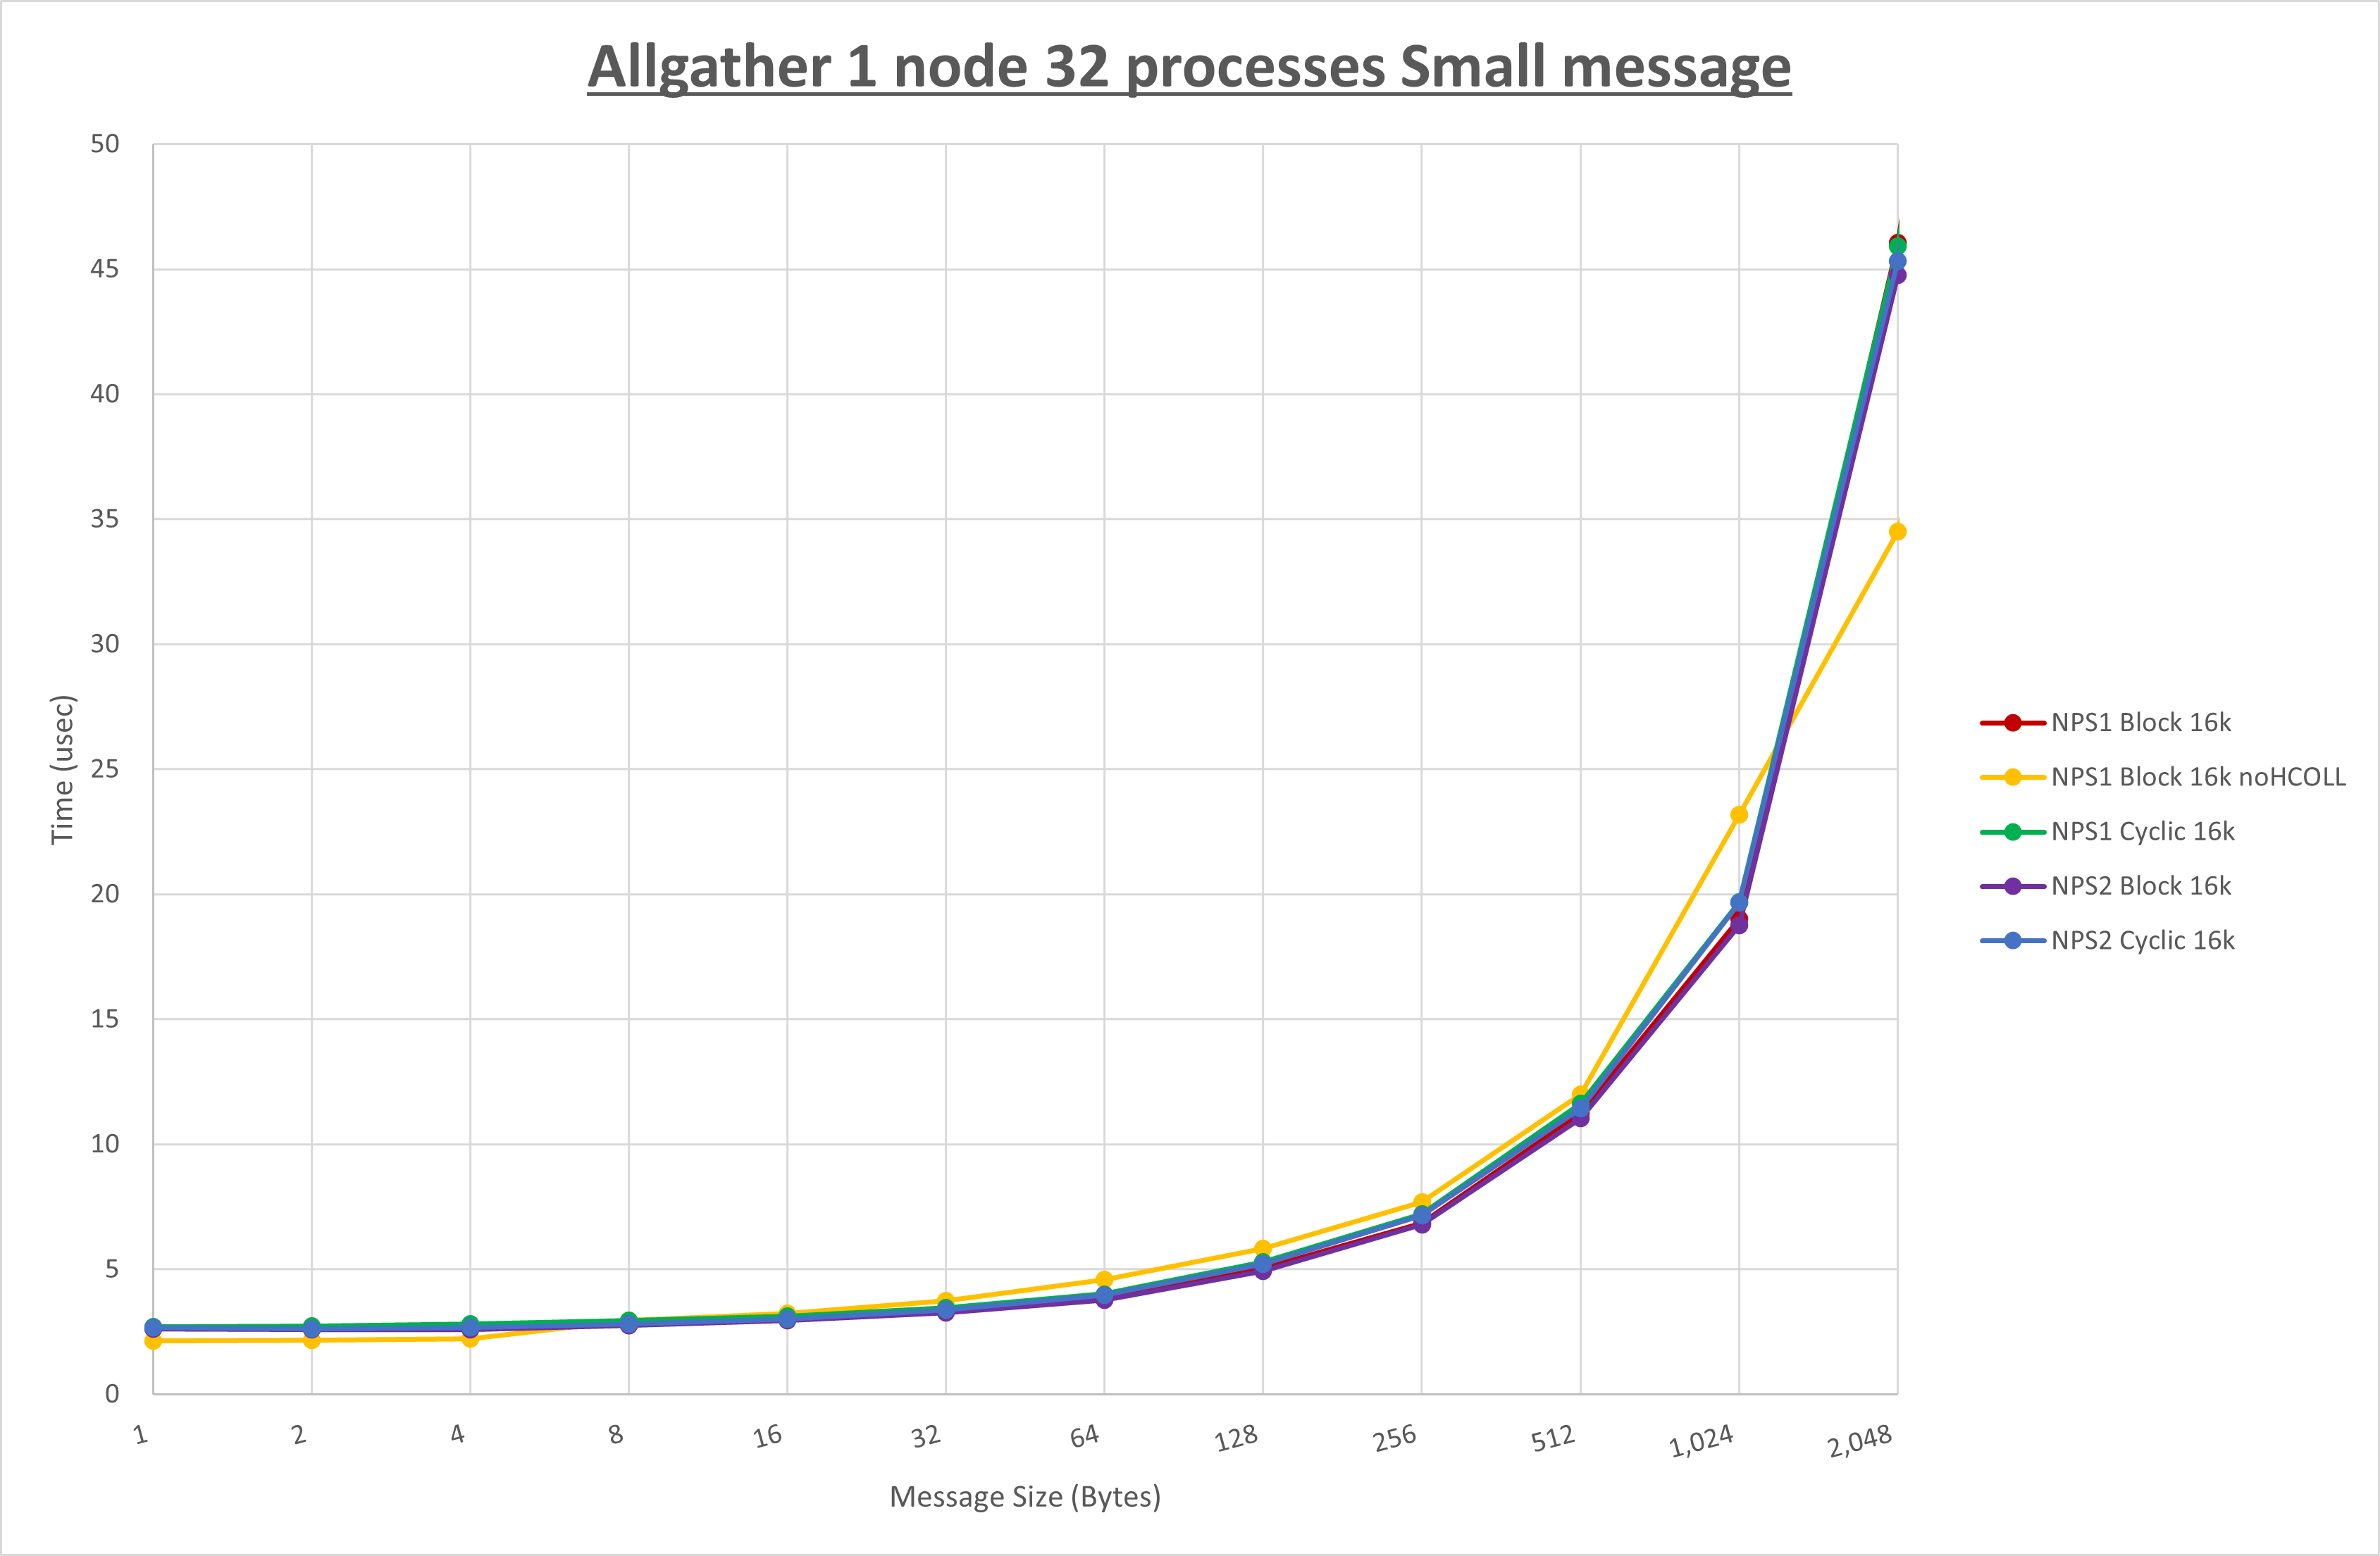 Allgather 1 node 32 processes Small message
50
45
40
35
30
25
20
15
10
5
0
Time (usec)
1
2
4
8
16
32
64
128
256
512
1,024
2,048
Message Size (Bytes)
NPS1 Block 16k
NPS1 Block 16k noHCOLL
NPS1 Cyclic 16k
NPS2 Block 16k
NPS2 Cyclic 16k